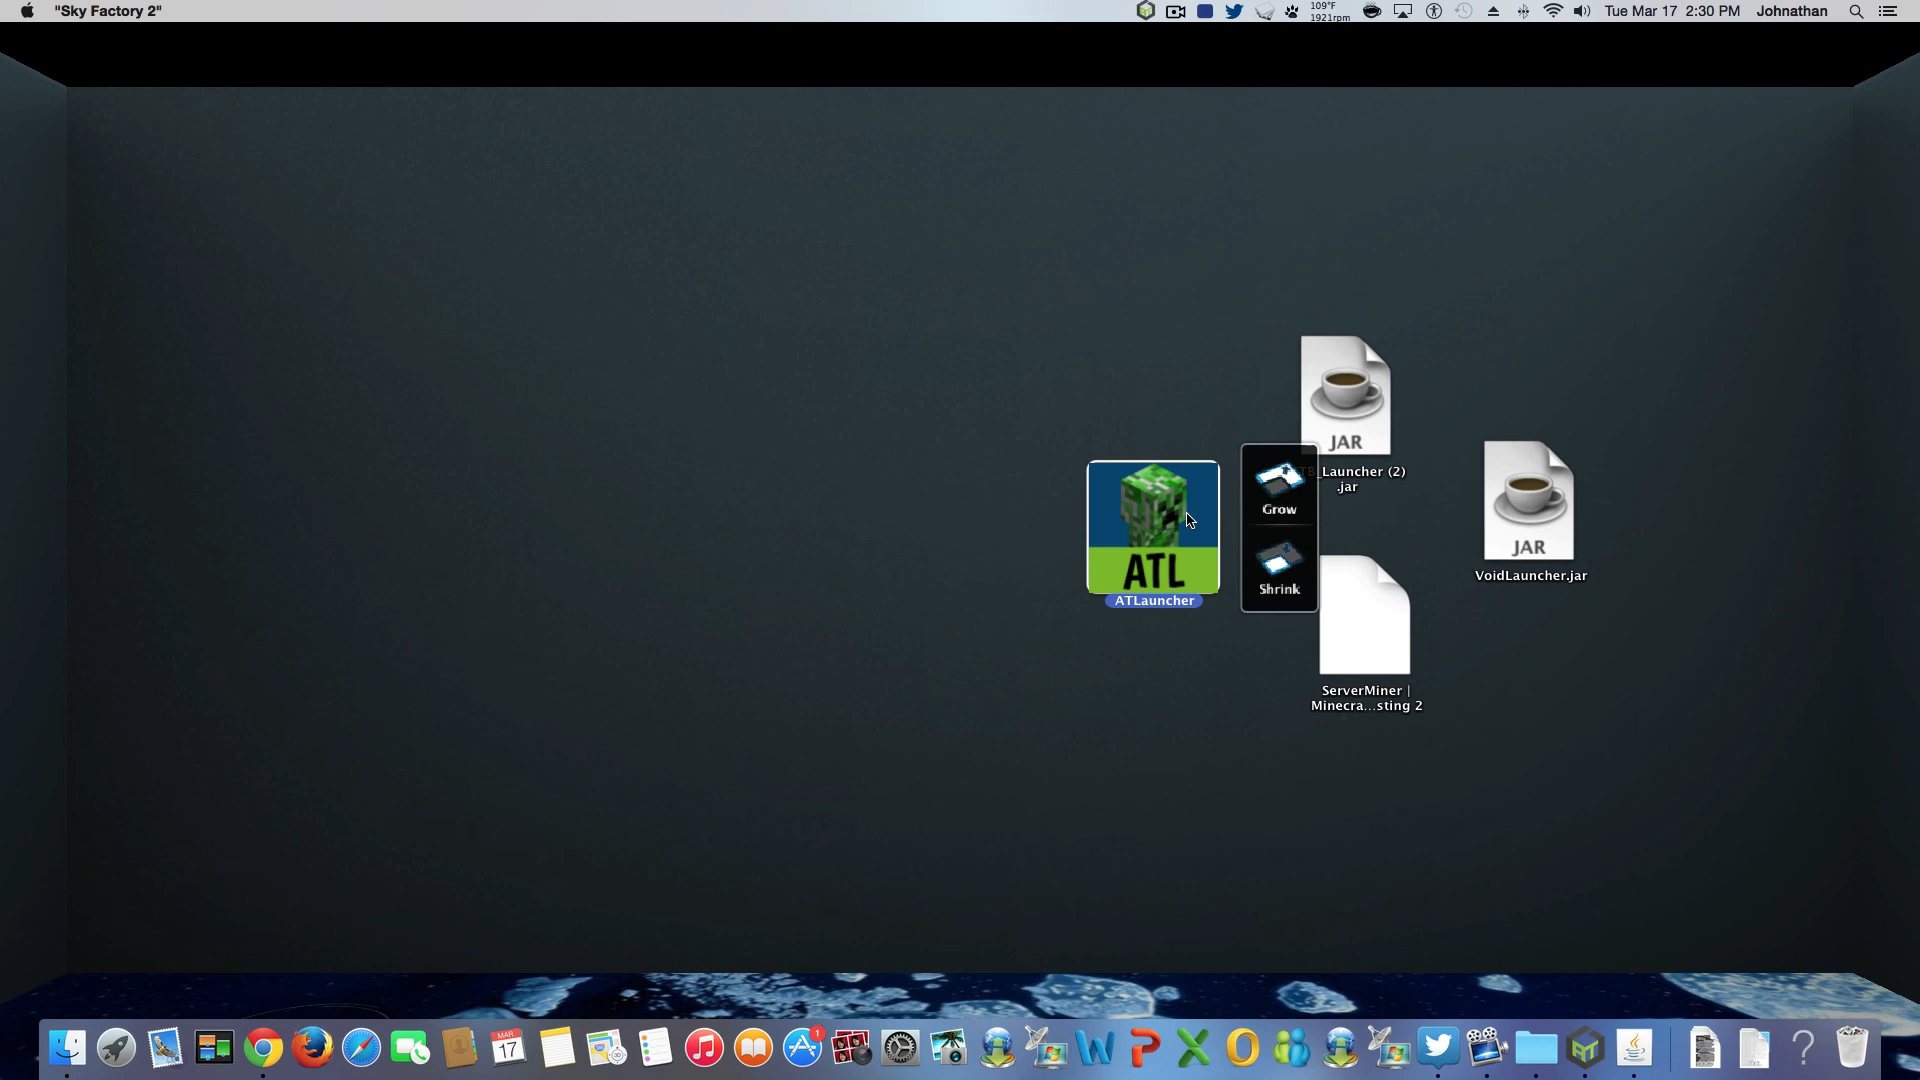 "Sky Factory 2"
109°F
1921rpm
Tue Mar 17 2:30 PM Johnathan
JAR
Launcher (2)
.jar
Grow
Shrink
ATL
ATLauncher
JAR
VoidLauncher.jar
ServerMiner |
Minecra...sting 2
MAR
17
1